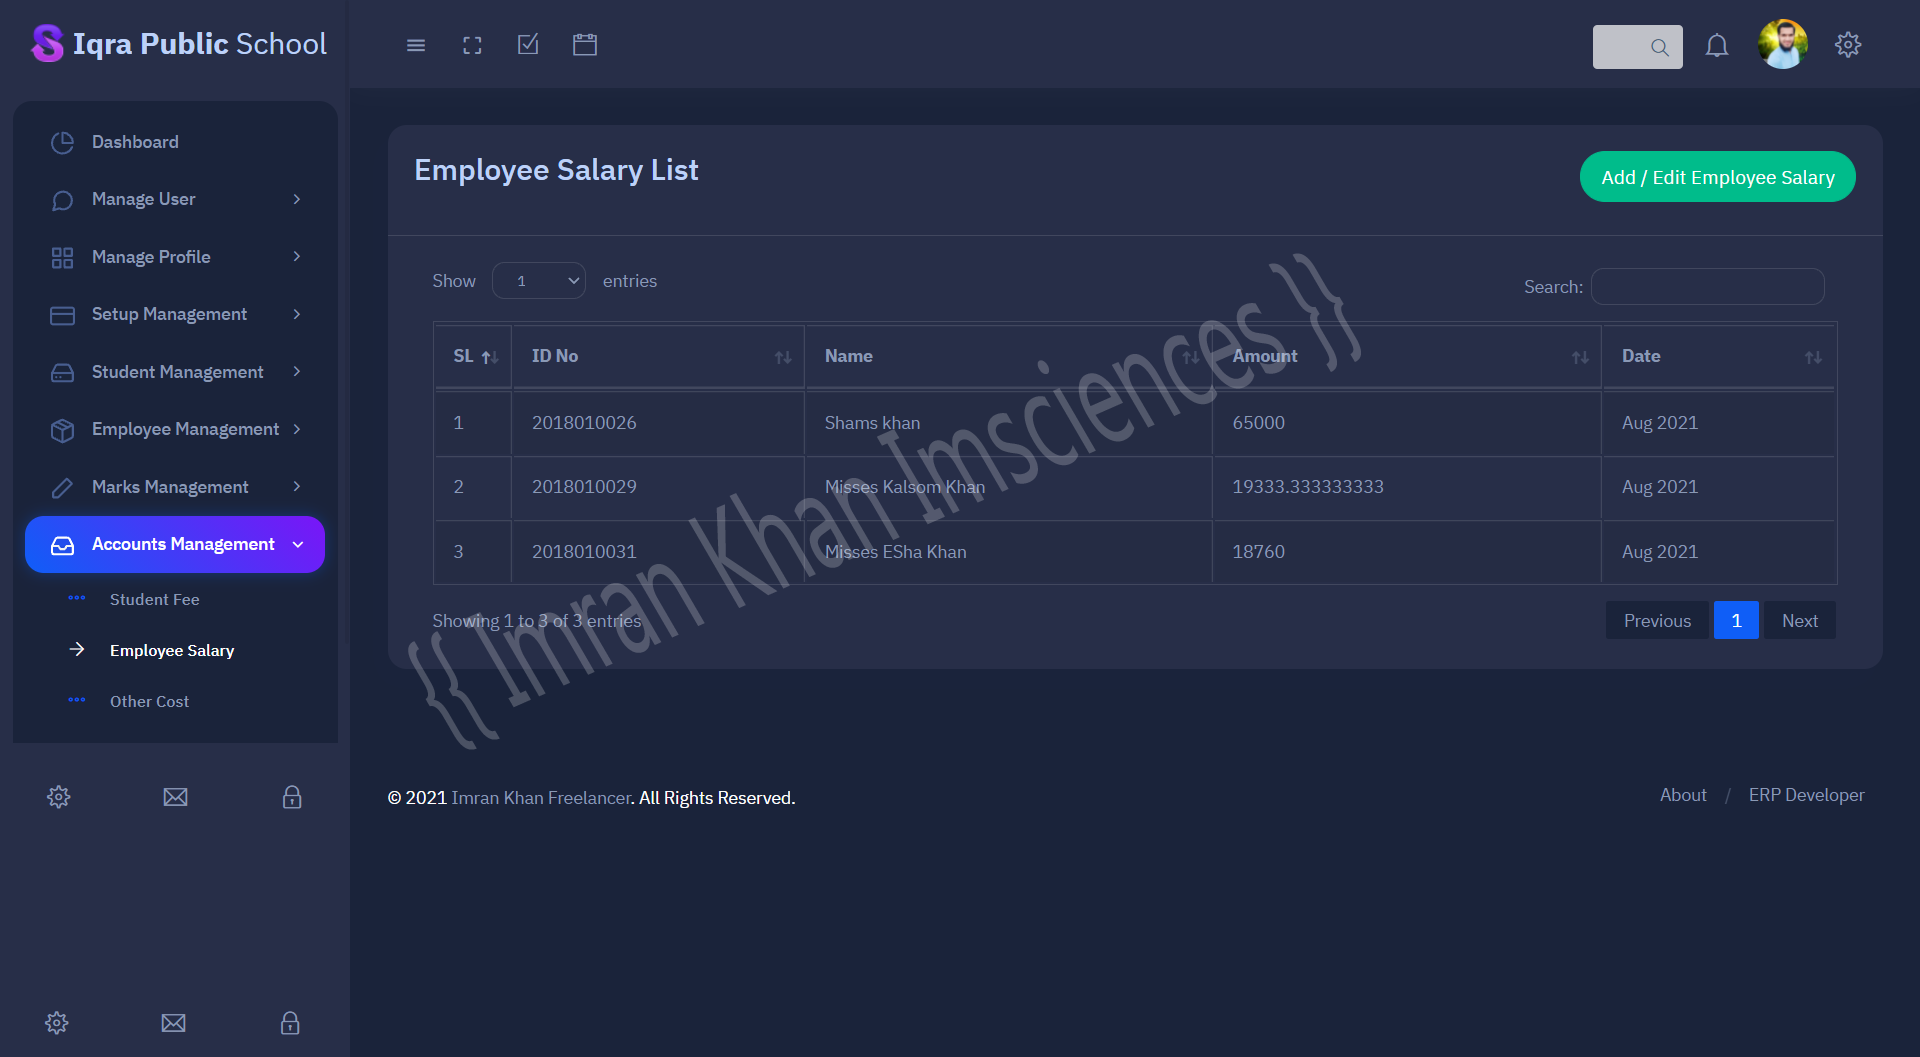 Iqra Public School
Dashboard
Manage User
Manage Profile
Setup Management
Student Management
Employee Management
Marks Management
Accounts Management
Student Fee
Employee Salary
Other Cost
Employee Salary List
Add / Edit Employee Salary
Show 1 entries
Search:
SL ID No Name Amount Date
1 2018010026 Shams khan 65000 Aug 2021
2 2018010029 Misses Kalsom Khan 19333.333333333 Aug 2021
3 2018010031 Misses ESha Khan 18760 Aug 2021
Showing 1 to 3 of 3 entries
Previous 1 Next
{{ Imran Khan Imsciences }}
© 2021 Imran Khan Freelancer. All Rights Reserved.
About / ERP Developer